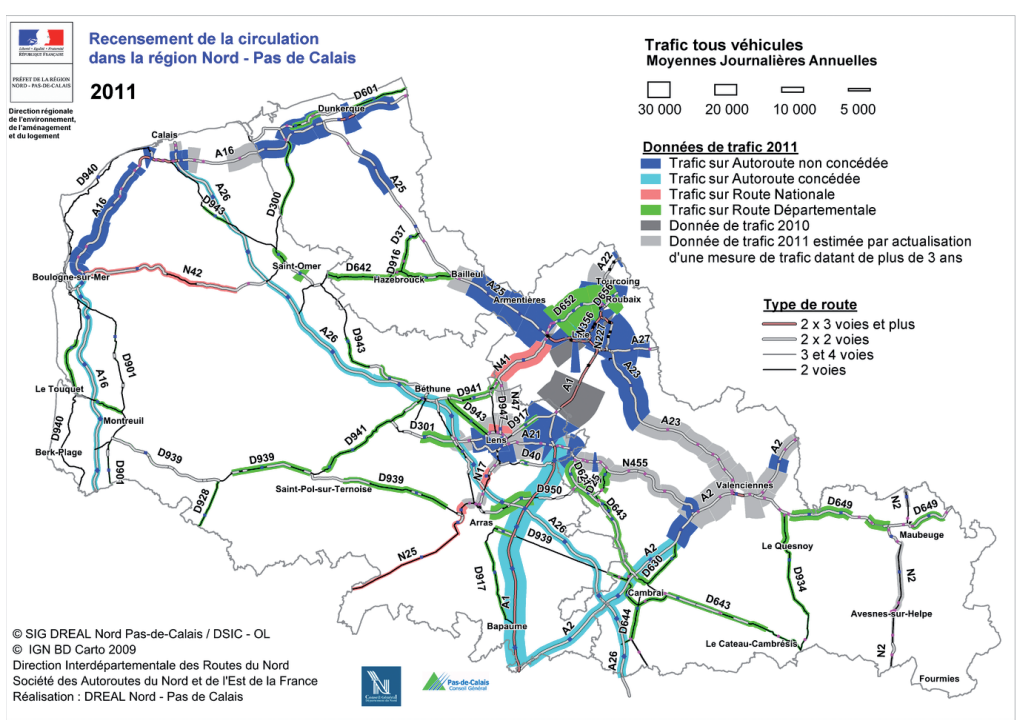 Recensement de la circulation
dans la région Nord - Pas de Calais
2011
RÉPUBLIQUE FRANÇAISE
PRÉFET DE LA RÉGION
NORD - PAS-DE-CALAIS
Direction régionale
de l'environnement,
de l'aménagement
et du logement
Trafic tous véhicules
Moyennes Journalières Annuelles
30 000
20 000
10 000
5 000
Données de trafic 2011
Trafic sur Autoroute non concédée
Trafic sur Autoroute concédée
Trafic sur Route Nationale
Trafic sur Route Départementale
Donnée de trafic 2010
Donnée de trafic 2011 estimée par actualisation
d'une mesure de trafic datant de plus de 3 ans
Type de route
2 x 3 voies et plus
2 x 2 voies
3 et 4 voies
2 voies
D601
Dunkerque
Calais
A16
D940
A16
A26
D943
D300
A25
D37
D916
D642
Hazebrouck
Saint-Omer
Boulogne-sur-Mer
N42
Bailleul
A25
Armentières
A22
Tourcoing
Roubaix
D652
D656
N356
N227
A27
A23
A26
D943
N41
A1
D901
A16
Le Touquet
Montreuil
D940
Berck-Plage
D901
Béthune
D941
D943
D947
N47
D917
D301
Lens
A21
D40
A23
A2
D941
D939
D939
D928
Saint-Pol-sur-Ternoise
D939
N17
D950
Arras
N455
D643
Valenciennes
A2
D649
N2
D649
Maubeuge
N25
D917
D939
A26
A2
D630
Le Quesnoy
D934
N2
Cambrai
A1
Bapaume
A2
D644
D643
A26
Le Cateau-Cambrésis
Avesnes-sur-Helpe
N2
Fourmies
© SIG DREAL Nord Pas-de-Calais / DSIC - OL
© IGN BD Carto 2009
Direction Interdépartementale des Routes du Nord
Société des Autoroutes du Nord et de l'Est de la France
Réalisation : DREAL Nord - Pas de Calais
N
Pas-de-Calais
Conseil Général